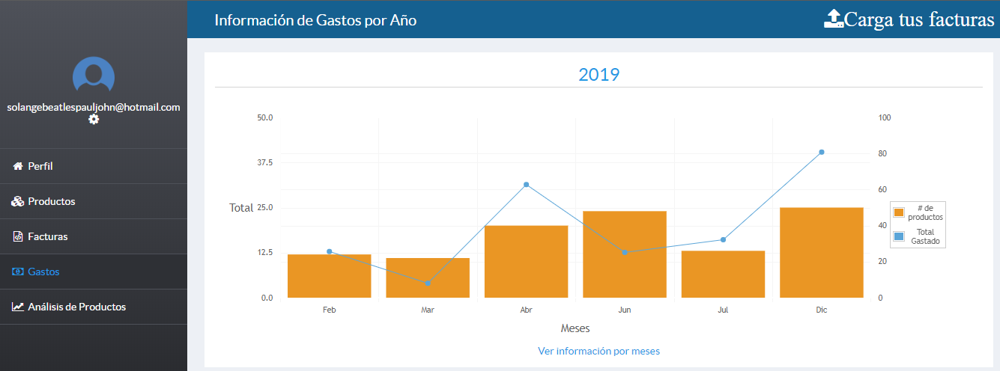 Información de Gastos por Año
Carga tus facturas
solangebeatlespauljohn@hotmail.com
Perfil
Productos
Facturas
Gastos
Análisis de Productos
2019
50.0
37.5
25.0
12.5
0.0
Total
100
80
60
40
20
0
# de
productos
Total
Gastado
Feb Mar Abr Jun Jul Dic
Meses
Ver información por meses